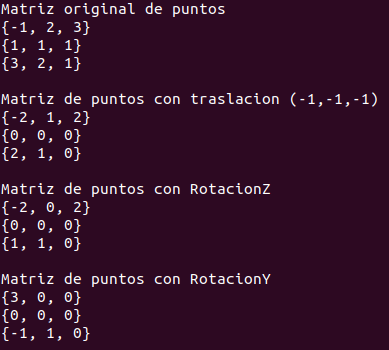 Matriz original de puntos
{-1, 2, 3}
{1, 1, 1}
{3, 2, 1}
Matriz de puntos con traslacion (-1,-1,-1)
{-2, 1, 2}
{0, 0, 0}
{2, 1, 0}
Matriz de puntos con RotacionZ
{-2, 0, 2}
{0, 0, 0}
{1, 1, 0}
Matriz de puntos con RotacionY
{3, 0, 0}
{0, 0, 0}
{-1, 1, 0}